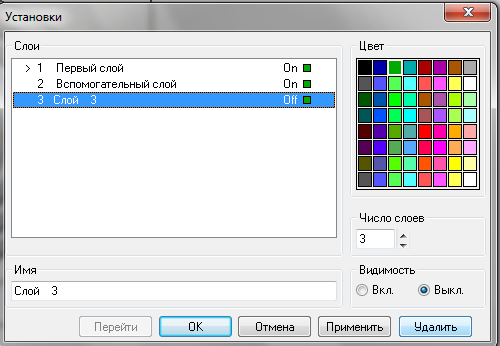 Установки
Слои
> 1 Первый слой On
2 Вспомогательный слой On
3 Слой 3 Off
Цвет
Число слоев
3
Имя
Слой 3
Видимость
Вкл. Выкл.
Перейти OK Отмена Применить Удалить